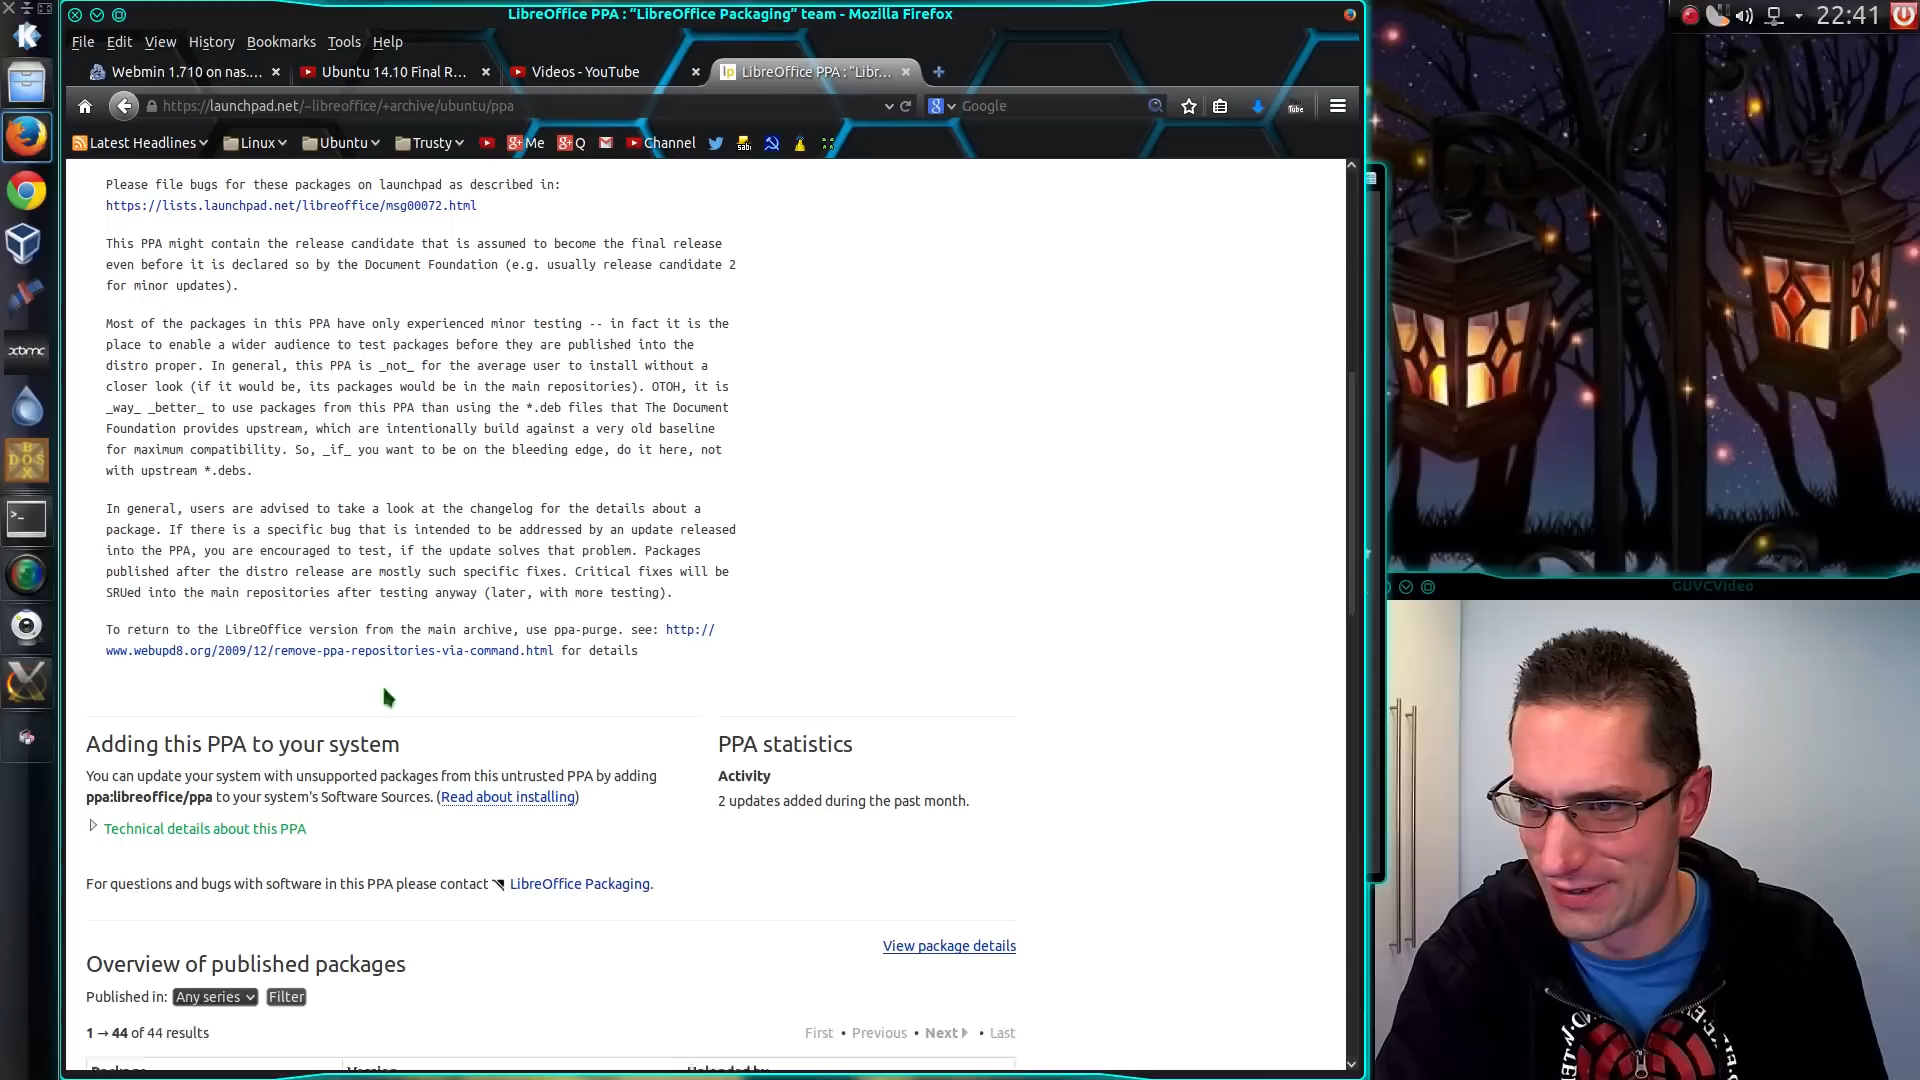 LibreOffice PPA : “LibreOffice Packaging” team - Mozilla Firefox
22:41
File Edit View History Bookmarks Tools Help
Webmin 1.710 on nas....
Ubuntu 14.10 Final R...
Videos - YouTube
LibreOffice PPA : “Libr...
https://launchpad.net/~libreoffice/+archive/ubuntu/ppa
Google
Latest Headlines
Linux
Ubuntu
Trusty
Me
Q
Channel
Please file bugs for these packages on launchpad as described in:
https://lists.launchpad.net/libreoffice/msg00072.html
This PPA might contain the release candidate that is assumed to become the final release
even before it is declared so by the Document Foundation (e.g. usually release candidate 2
for minor updates).
Most of the packages in this PPA have only experienced minor testing -- in fact it is the
place to enable a wider audience to test packages before they are published into the
distro proper. In general, this PPA is _not_ for the average user to install without a
closer look (if it would be, its packages would be in the main repositories). OTOH, it is
_way_ _better_ to use packages from this PPA than using the *.deb files that The Document
Foundation provides upstream, which are intentionally build against a very old baseline
for maximum compatibility. So, _if_ you want to be on the bleeding edge, do it here, not
with upstream *.debs.
In general, users are advised to take a look at the changelog for the details about a
package. If there is a specific bug that is intended to be addressed by an update released
into the PPA, you are encouraged to test, if the update solves that problem. Packages
published after the distro release are mostly such specific fixes. Critical fixes will be
SRUed into the main repositories after testing anyway (later, with more testing).
To return to the LibreOffice version from the main archive, use ppa-purge. see: http://
www.webupd8.org/2009/12/remove-ppa-repositories-via-command.html for details
Adding this PPA to your system
You can update your system with unsupported packages from this untrusted PPA by adding
ppa:libreoffice/ppa to your system's Software Sources. (Read about installing)
Technical details about this PPA
For questions and bugs with software in this PPA please contact LibreOffice Packaging.
PPA statistics
Activity
2 updates added during the past month.
View package details
Overview of published packages
Published in: Any series Filter
1 → 44 of 44 results
First • Previous • Next • Last
Package Version Uploaded by
xbmc
DOS
GUVCVideo